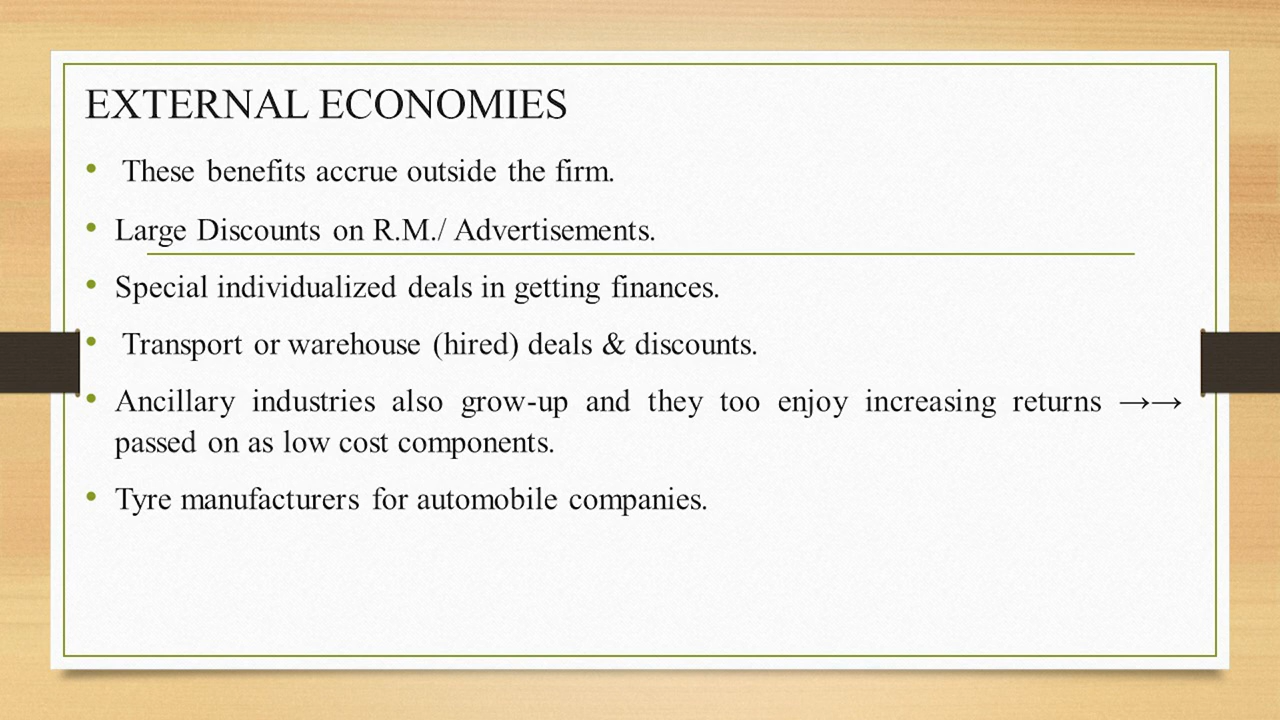 EXTERNAL ECONOMIES
• These benefits accrue outside the firm.
• Large Discounts on R.M./ Advertisements.
• Special individualized deals in getting finances.
• Transport or warehouse (hired) deals & discounts.
• Ancillary industries also grow-up and they too enjoy increasing returns →→
passed on as low cost components.
• Tyre manufacturers for automobile companies.